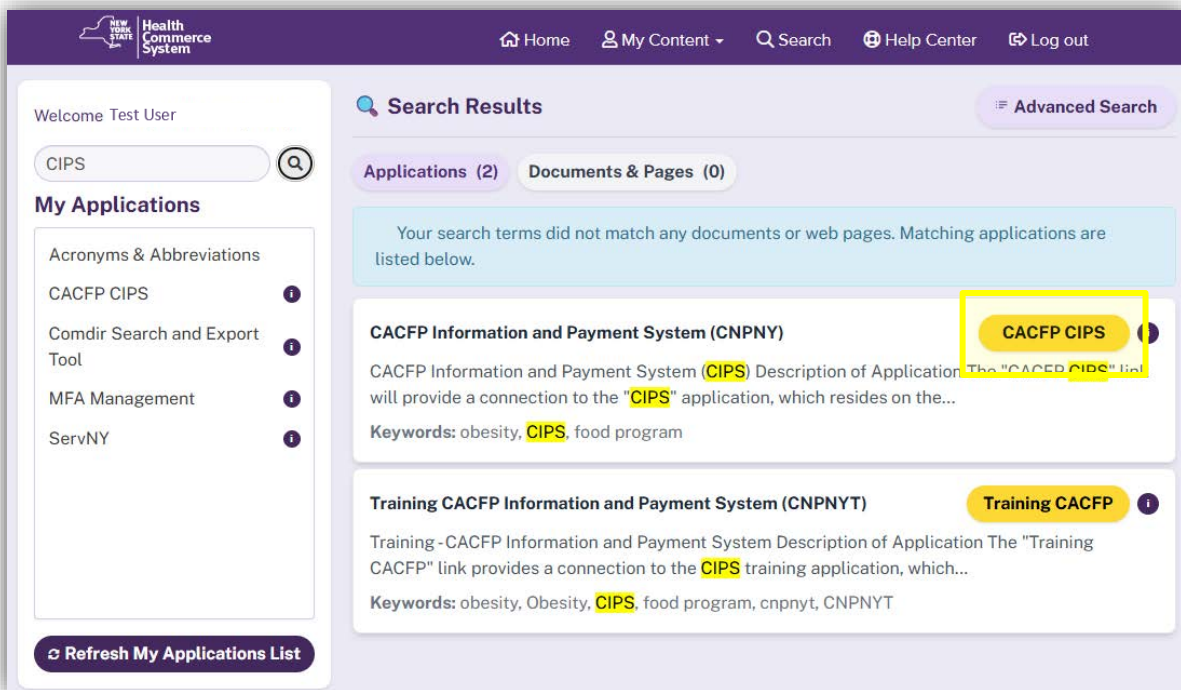 NEW YORK STATE
Health Commerce System
Home
My Content
Search
Help Center
Log out
Welcome Test User
CIPS
My Applications
Acronyms & Abbreviations
CACFP CIPS
Comdir Search and Export
Tool
MFA Management
ServNY
Refresh My Applications List
Search Results
Advanced Search
Applications (2)
Documents & Pages (0)
Your search terms did not match any documents or web pages. Matching applications are
listed below.
CACFP Information and Payment System (CNPNY)
CACFP CIPS
CACFP Information and Payment System (CIPS) Description of Application The "CACFP CIPS" link
will provide a connection to the "CIPS" application, which resides on the...
Keywords: obesity, CIPS, food program
Training CACFP Information and Payment System (CNPNYT)
Training CACFP
Training - CACFP Information and Payment System Description of Application The "Training
CACFP" link provides a connection to the CIPS training application, which...
Keywords: obesity, Obesity, CIPS, food program, cnpnyt, CNPNYT